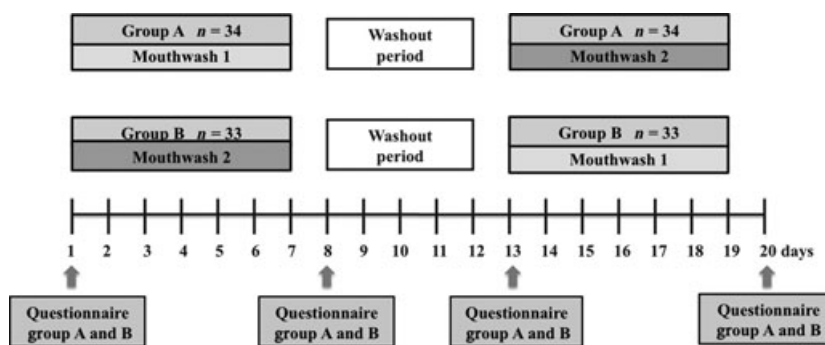 Group A n = 34
Mouthwash 1
Washout
period
Group A n = 34
Mouthwash 2
Group B n = 33
Mouthwash 2
Washout
period
Group B n = 33
Mouthwash 1
1 2 3 4 5 6 7 8 9 10 11 12 13 14 15 16 17 18 19 20 days
Questionnaire
group A and B
Questionnaire
group A and B
Questionnaire
group A and B
Questionnaire
group A and B